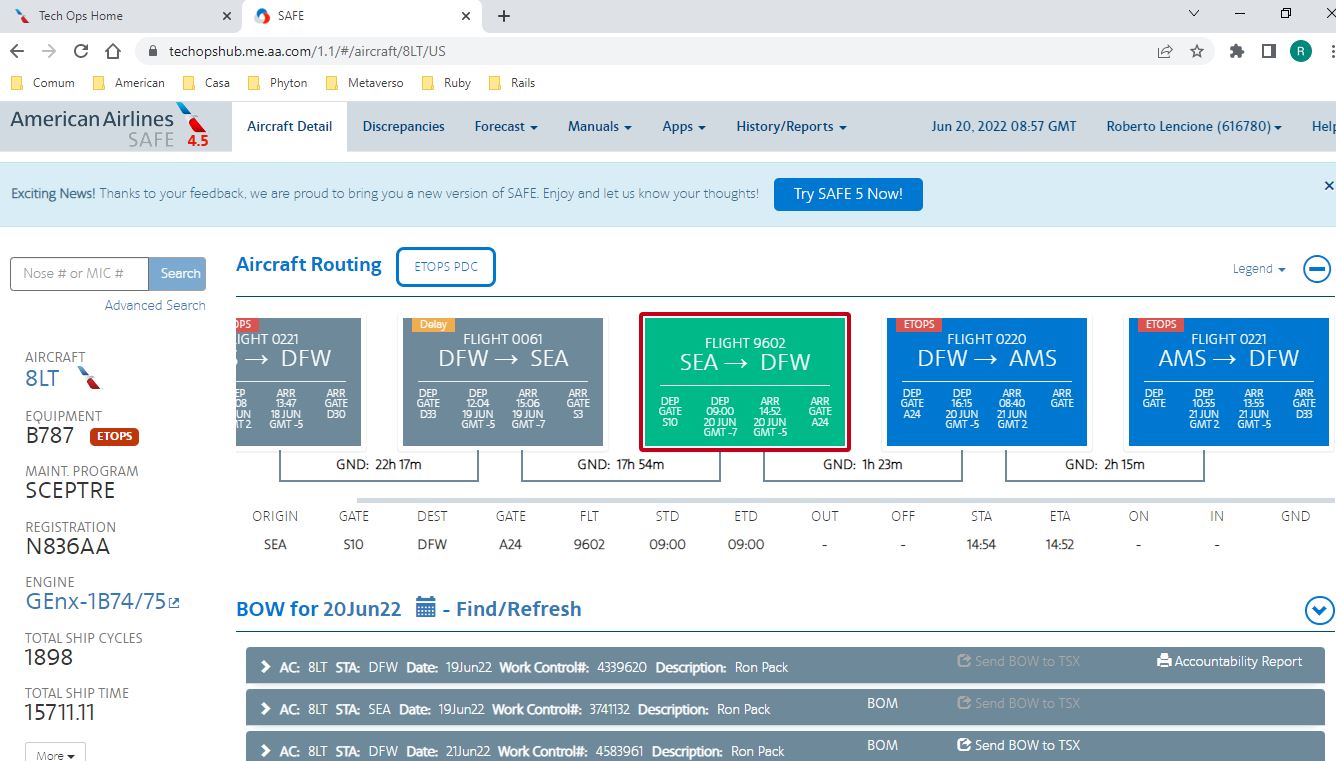 Tech Ops Home
SAFE
techopshub.me.aa.com/1.1/#/aircraft/8LT/US
R
Comum American Casa Phyton Metaverso Ruby Rails
American Airlines
SAFE 4.5
Aircraft Detail Discrepancies Forecast Manuals Apps History/Reports Jun 20, 2022 08:57 GMT Roberto Lencione (616780) Help
Exciting News! Thanks to your feedback, we are proud to bring you a new version of SAFE. Enjoy and let us know your thoughts! Try SAFE 5 Now!
Nose # or MIC # Search
Advanced Search
AIRCRAFT
8LT
EQUIPMENT
B787 ETOPS
MAINT. PROGRAM
SCEPTRE
REGISTRATION
N836AA
ENGINE
GEnx-1B74/75
TOTAL SHIP CYCLES
1898
TOTAL SHIP TIME
15711.11
More
Aircraft Routing ETOPS PDC Legend
OPS
LIGHT 0221
S → DFW
EP
:08
UN
T 2
ARR
13:47
18 JUN
GMT -5
ARR
GATE
D30
Delay
FLIGHT 0061
DFW → SEA
DEP
GATE
D33
DEP
12:04
19 JUN
GMT -5
ARR
15:06
19 JUN
GMT -7
ARR
GATE
S3
FLIGHT 9602
SEA → DFW
DEP
GATE
S10
DEP
09:00
20 JUN
GMT -7
ARR
14:52
20 JUN
GMT -5
ARR
GATE
A24
ETOPS
FLIGHT 0220
DFW → AMS
DEP
GATE
A24
DEP
16:15
20 JUN
GMT -5
ARR
08:40
21 JUN
GMT 2
ARR
GATE
ETOPS
FLIGHT 0221
AMS → DFW
DEP
GATE
DEP
10:55
21 JUN
GMT 2
ARR
13:55
21 JUN
GMT -5
ARR
GATE
D33
GND: 22h 17m GND: 17h 54m GND: 1h 23m GND: 2h 15m
ORIGIN GATE DEST GATE FLT STD ETD OUT OFF STA ETA ON IN GND
SEA S10 DFW A24 9602 09:00 09:00 - - 14:54 14:52 - -
BOW for 20Jun22 - Find/Refresh
AC: 8LT STA: DFW Date: 19Jun22 Work Control#: 4339620 Description: Ron Pack Send BOW to TSX Accountability Report
AC: 8LT STA: SEA Date: 19Jun22 Work Control#: 3741132 Description: Ron Pack BOM Send BOW to TSX
AC: 8LT STA: DFW Date: 21Jun22 Work Control#: 4583961 Description: Ron Pack BOM Send BOW to TSX